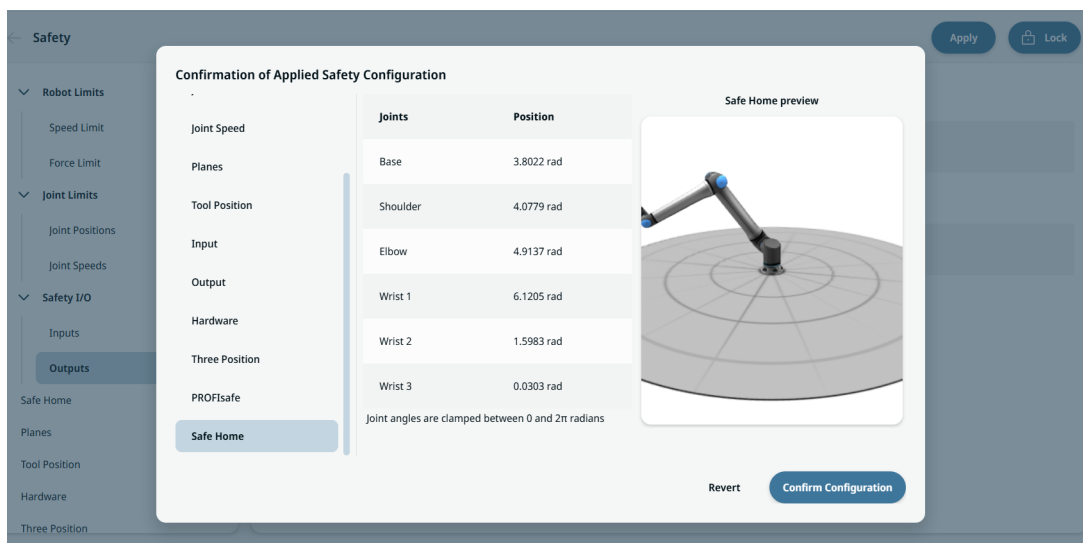 Safety
Apply
Lock
Robot Limits
Speed Limit
Force Limit
Joint Limits
Joint Positions
Joint Speeds
Safety I/O
Inputs
Outputs
Safe Home
Planes
Tool Position
Hardware
Three Position
Confirmation of Applied Safety Configuration
Joint Speed
Planes
Tool Position
Input
Output
Hardware
Three Position
PROFIsafe
Safe Home
Joints Position
Base 3.8022 rad
Shoulder 4.0779 rad
Elbow 4.9137 rad
Wrist 1 6.1205 rad
Wrist 2 1.5983 rad
Wrist 3 0.0303 rad
Joint angles are clamped between 0 and 2π radians
Safe Home preview
Revert
Confirm Configuration